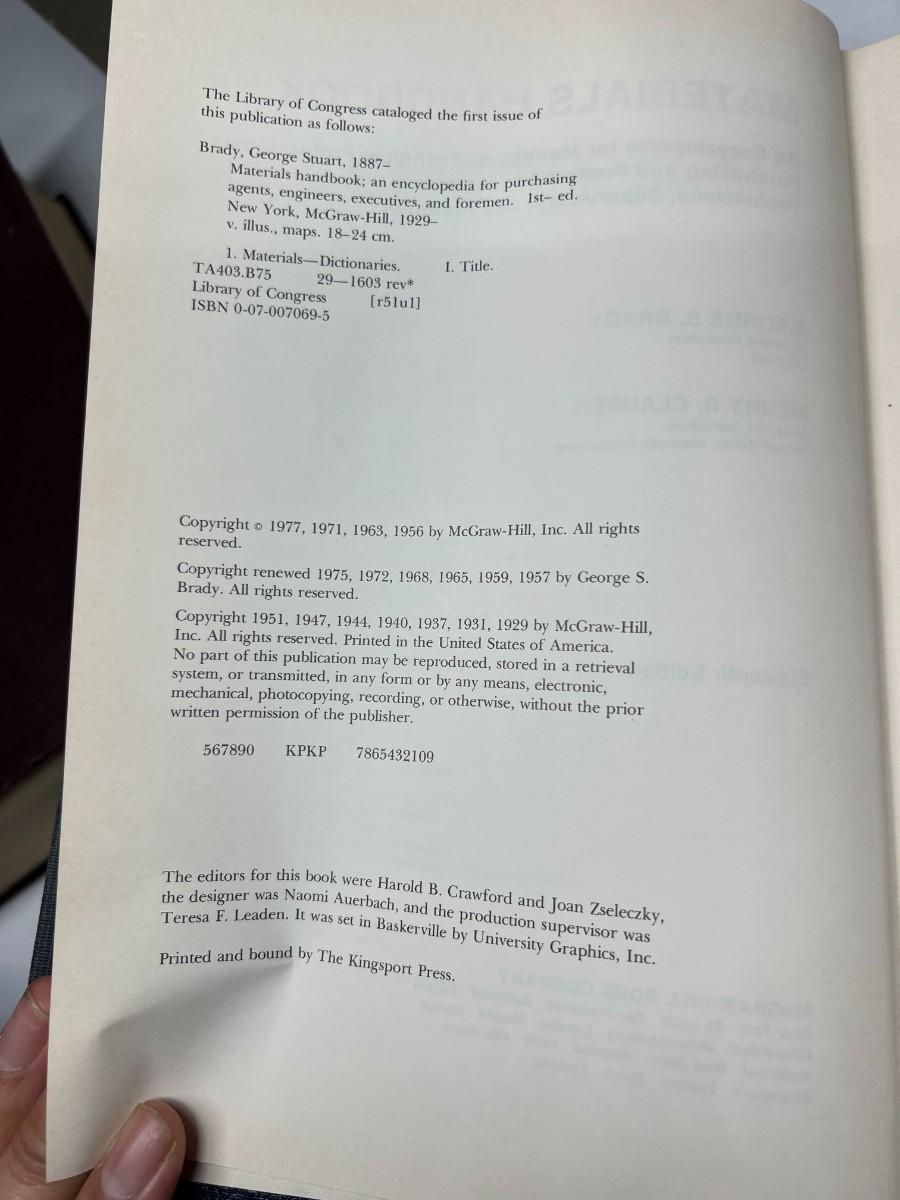 The Library of Congress cataloged the first issue of
this publication as follows:
Brady, George Stuart, 1887–
Materials handbook; an encyclopedia for purchasing
agents, engineers, executives, and foremen. 1st– ed.
New York, McGraw-Hill, 1929–
v. illus., maps. 18–24 cm.
1. Materials—Dictionaries. I. Title.
TA403.B75 29—1603 rev*
Library of Congress [r51u1]
ISBN 0-07-007069-5
Copyright © 1977, 1971, 1963, 1956 by McGraw-Hill, Inc. All rights
reserved.
Copyright renewed 1975, 1972, 1968, 1965, 1959, 1957 by George S.
Brady. All rights reserved.
Copyright 1951, 1947, 1944, 1940, 1937, 1931, 1929 by McGraw-Hill,
Inc. All rights reserved. Printed in the United States of America.
No part of this publication may be reproduced, stored in a retrieval
system, or transmitted, in any form or by any means, electronic,
mechanical, photocopying, recording, or otherwise, without the prior
written permission of the publisher.
567890 KPKP 7865432109
The editors for this book were Harold B. Crawford and Joan Zseleczky,
the designer was Naomi Auerbach, and the production supervisor was
Teresa F. Leaden. It was set in Baskerville by University Graphics, Inc.
Printed and bound by The Kingsport Press.